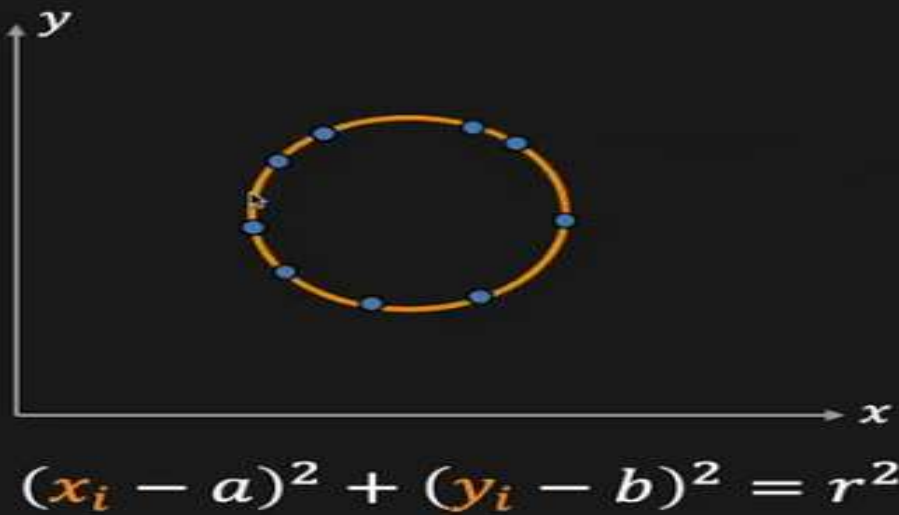 y
x
(xᵢ − a)² + (yᵢ − b)² = r²